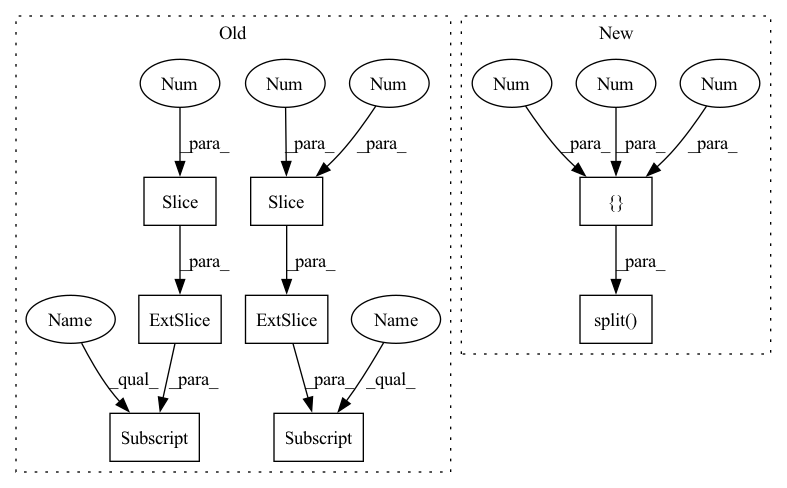 Old
New
Num
Num
Num
Num
Num
Num
_para_
_para_
_para_
_para_
_para_
_para_
Slice
Slice
{}
_para_
_para_
_para_
Name
ExtSlice
ExtSlice
Name
split()
_qual_
_para_
_para_
_qual_
Subscript
Subscript